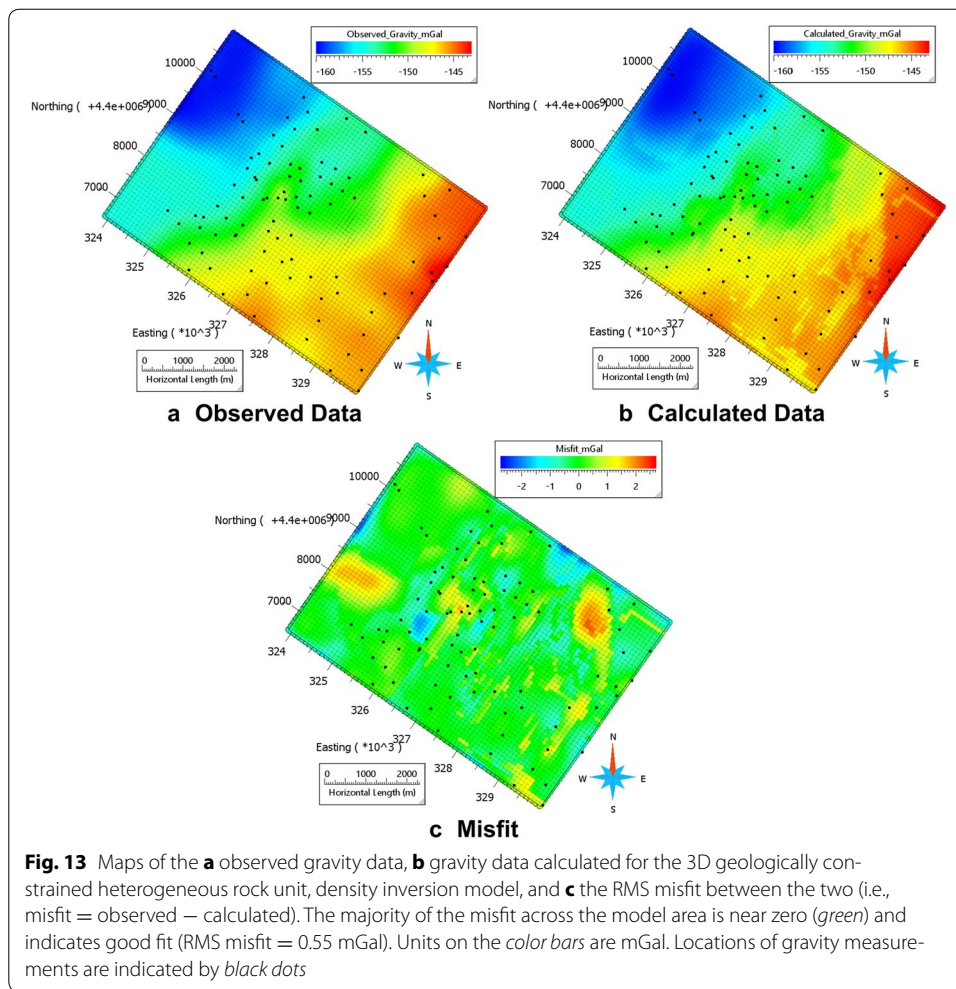 Observed_Gravity_mGal
-160 -155 -150 -145
10000
Northing ( +4.4e+006 )
9000
8000
7000
324
325
326
327
328
329
Easting ( *10^3 )
0 1000 2000
Horizontal Length (m)
N
W E
S
a Observed Data
Calculated_Gravity_mGal
-160 -155 -150 -145
10000
Northing ( +4.4e+006 )
9000
8000
7000
324
325
326
327
328
329
Easting ( *10^3 )
0 1000 2000
Horizontal Length (m)
N
W E
S
b Calculated Data
Misfit_mGal
-2 -1 0 1 2
10000
Northing ( +4.4e+006 )
9000
8000
7000
324
325
326
327
328
329
Easting ( *10^3 )
0 1000 2000
Horizontal Length (m)
N
W E
S
c Misfit
Fig. 13 Maps of the a observed gravity data, b gravity data calculated for the 3D geologically con-
strained heterogeneous rock unit, density inversion model, and c the RMS misfit between the two (i.e.,
misfit = observed − calculated). The majority of the misfit across the model area is near zero (green) and
indicates good fit (RMS misfit = 0.55 mGal). Units on the color bars are mGal. Locations of gravity measure-
ments are indicated by black dots